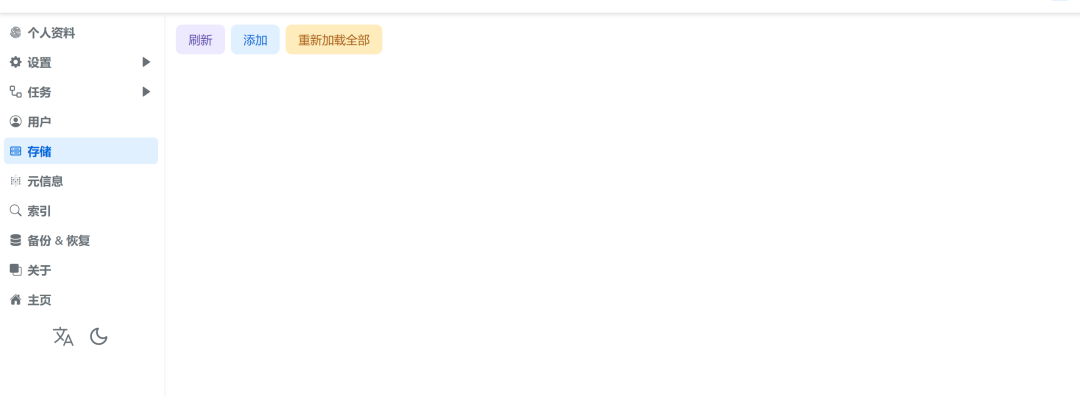 个人资料
设置
任务
用户
存储
元信息
索引
备份 & 恢复
关于
主页
刷新 添加 重新加载全部